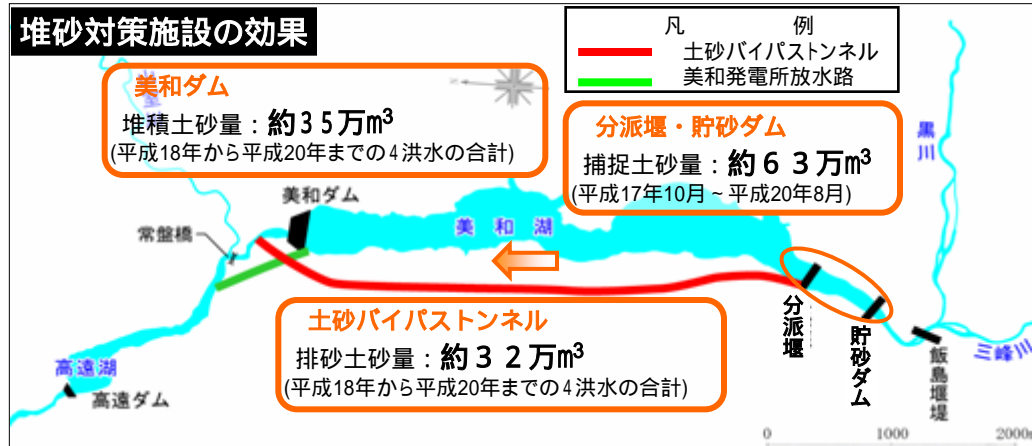 堆砂対策施設の効果
凡　例
土砂バイパストンネル
美和発電所放水路
美和ダム
堆積土砂量：約35万m³
(平成18年から平成20年までの4洪水の合計)
分派堰・貯砂ダム
捕捉土砂量：約６３万m³
(平成17年10月～平成20年8月)
黒川
美和ダム
常盤橋
美和湖
分派堰
貯砂ダム
飯島堰堤
三峰川
土砂バイパストンネル
排砂土砂量：約３２万m³
(平成18年から平成20年までの4洪水の合計)
高遠湖
高遠ダム
0　1000　2000m